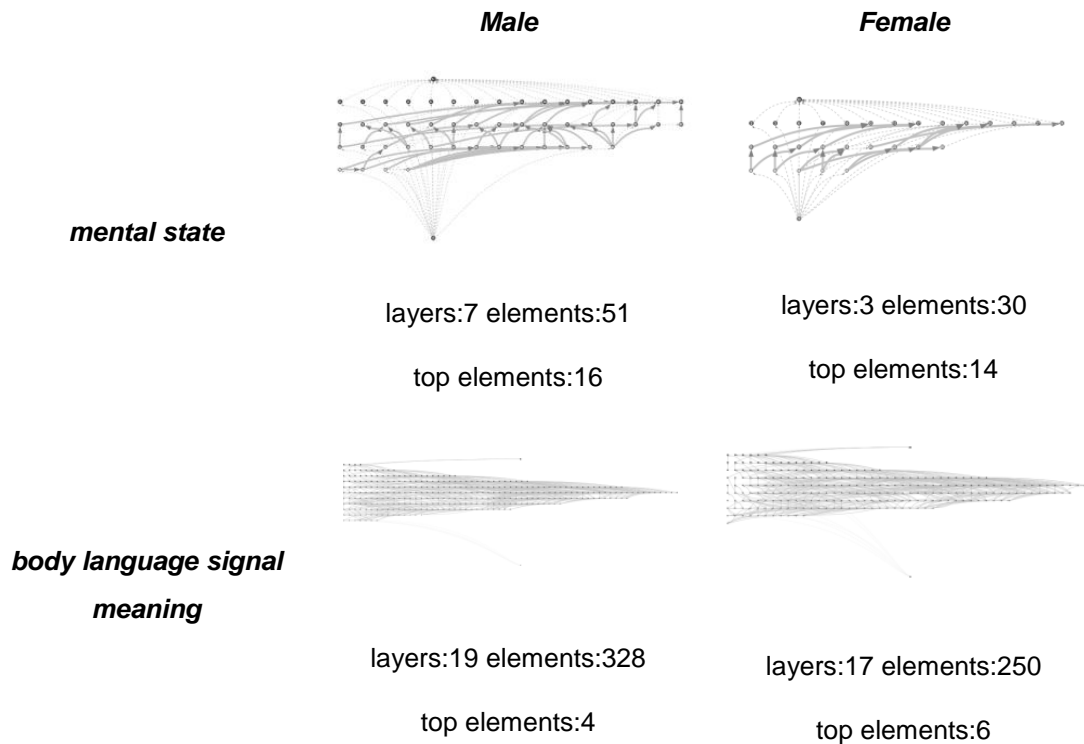 Male Female
mental state
layers:7 elements:51
top elements:16
layers:3 elements:30
top elements:14
body language signal
meaning
layers:19 elements:328
top elements:4
layers:17 elements:250
top elements:6